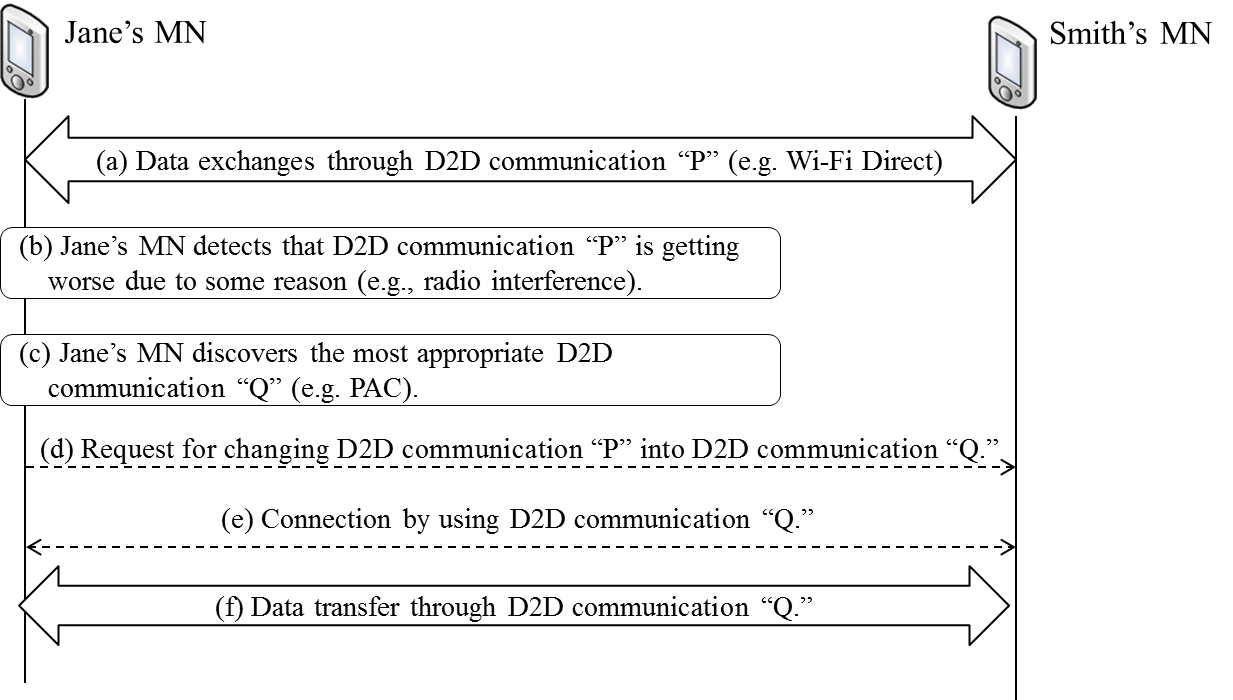 Jane’s MN
Smith’s MN
(a) Data exchanges through D2D communication “P” (e.g. Wi-Fi Direct)
(b) Jane’s MN detects that D2D communication “P” is getting
worse due to some reason (e.g., radio interference).
(c) Jane’s MN discovers the most appropriate D2D
communication “Q” (e.g. PAC).
(d) Request for changing D2D communication “P” into D2D communication “Q.”
(e) Connection by using D2D communication “Q.”
(f) Data transfer through D2D communication “Q.”